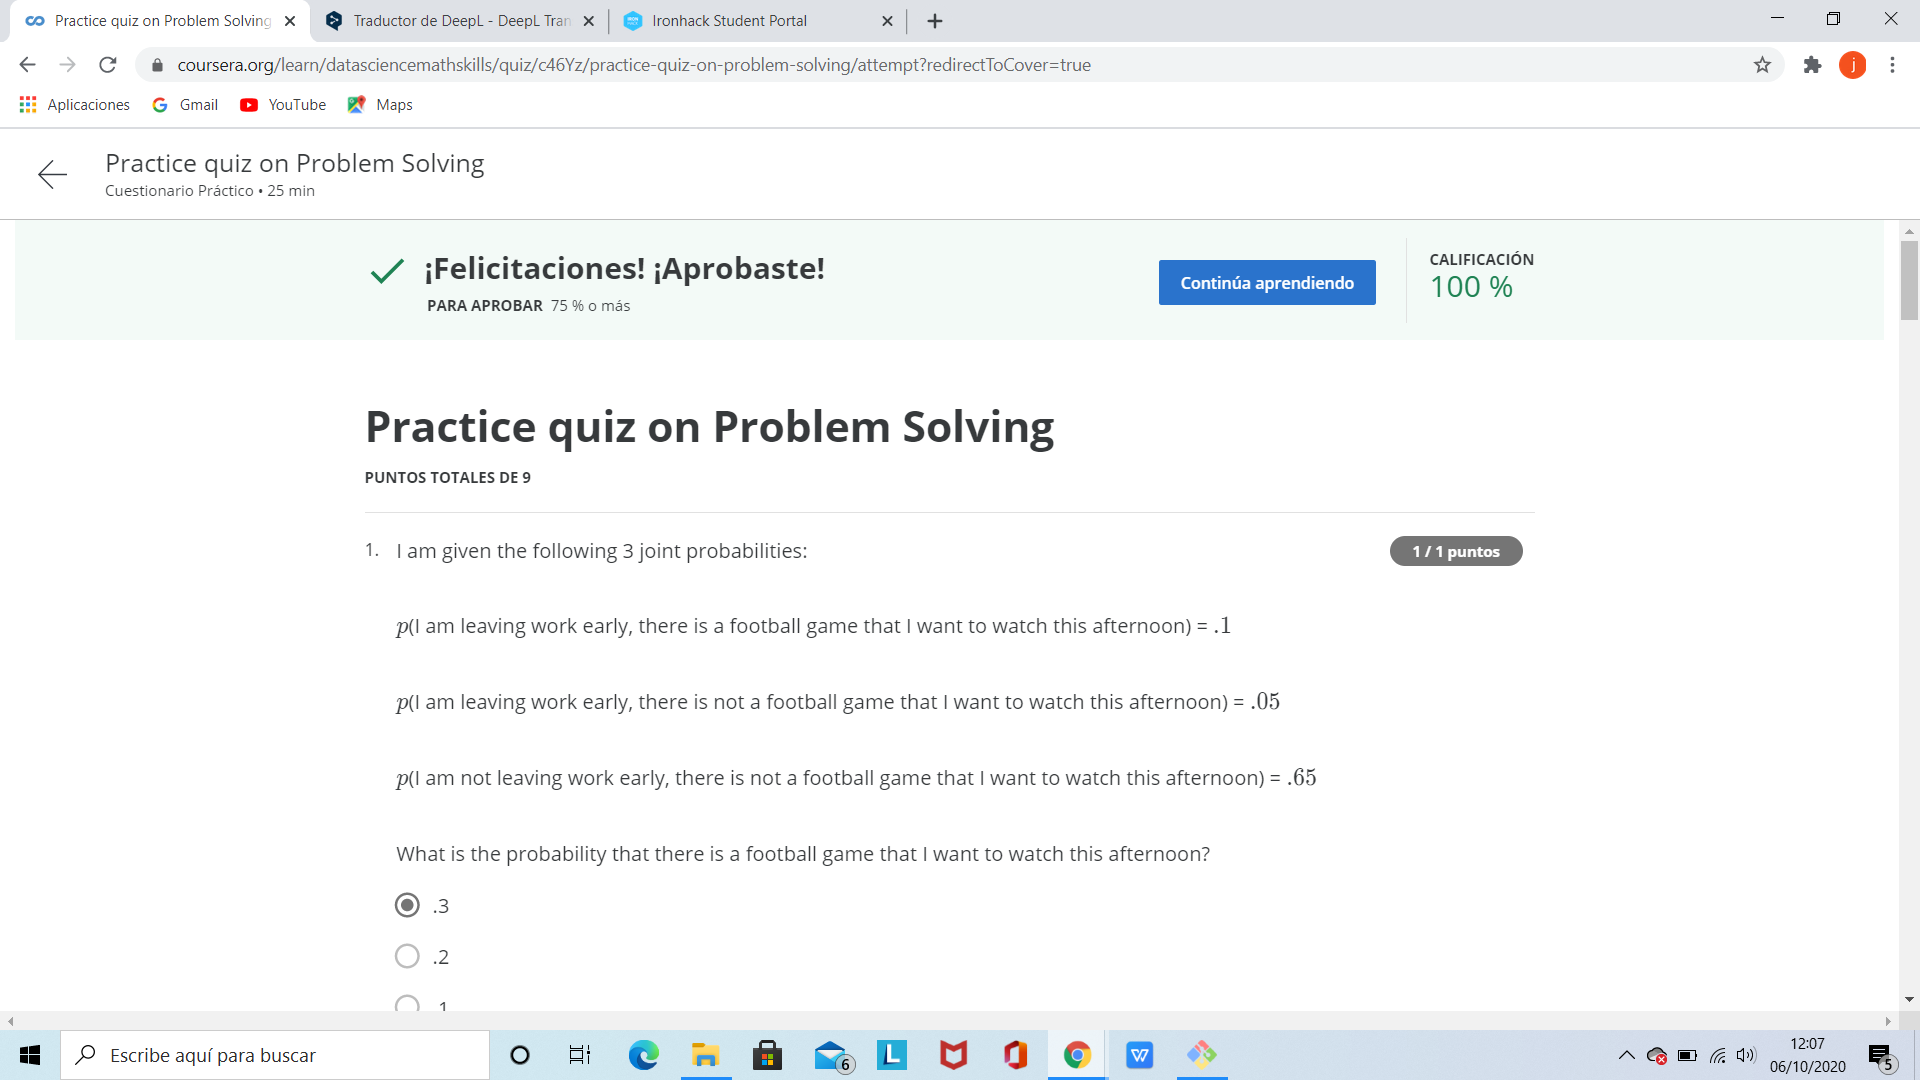 Practice quiz on Problem Solving
Traductor de DeepL - DeepL Tran
Ironhack Student Portal
coursera.org/learn/datasciencemathskills/quiz/c46Yz/practice-quiz-on-problem-solving/attempt?redirectToCover=true
j
Aplicaciones
Gmail
YouTube
Maps
Practice quiz on Problem Solving
Cuestionario Práctico • 25 min
¡Felicitaciones! ¡Aprobaste!
PARA APROBAR 75 % o más
Continúa aprendiendo
CALIFICACIÓN
100 %
Practice quiz on Problem Solving
PUNTOS TOTALES DE 9
1. I am given the following 3 joint probabilities:
1 / 1 puntos
p(I am leaving work early, there is a football game that I want to watch this afternoon) = .1
p(I am leaving work early, there is not a football game that I want to watch this afternoon) = .05
p(I am not leaving work early, there is not a football game that I want to watch this afternoon) = .65
What is the probability that there is a football game that I want to watch this afternoon?
.3
.2
.1
Escribe aquí para buscar
6
L
W
12:07
06/10/2020
5